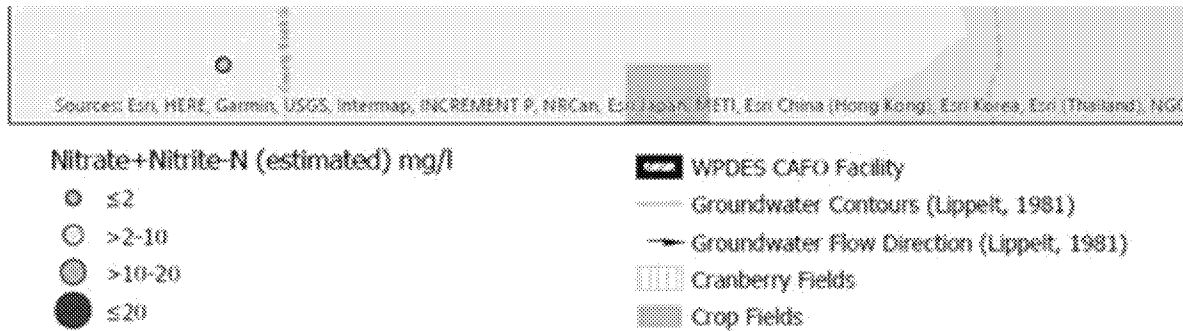 Sources: Esri, HERE, Garmin, USGS, Intermap, INCREMENT P, NRCan, Esri Japan, METI, Esri China (Hong Kong), Esri Korea, Esri (Thailand), NGC
Nitrate+Nitrite-N (estimated) mg/l
≤2
>2-10
>10-20
≤20
WPDES CAFO Facility
Groundwater Contours (Lippelt, 1981)
Groundwater Flow Direction (Lippelt, 1981)
Cranberry Fields
Crop Fields